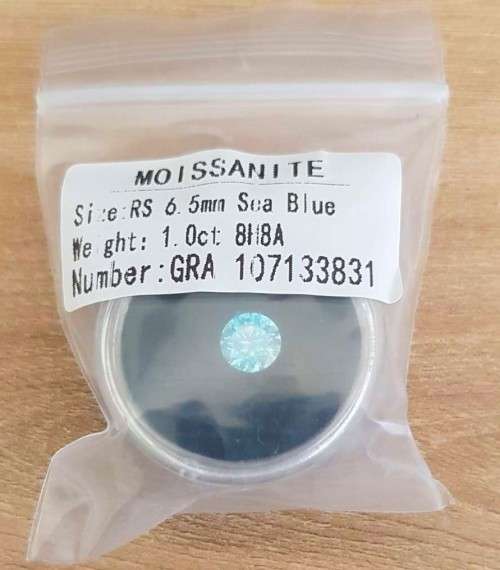 MOISSANITE
Size:RS 6.5mm Sea Blue
Weight: 1.0ct 8H8A
Number:GRA 107133831